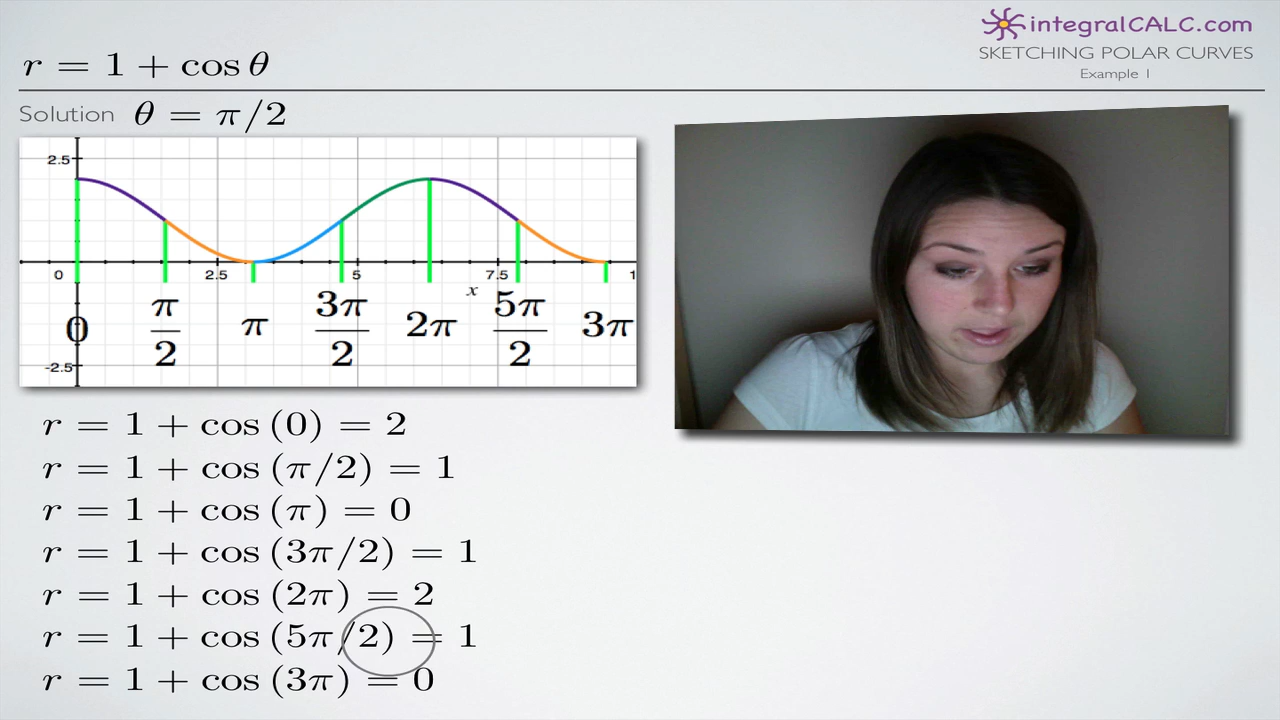 integralCALC.com
SKETCHING POLAR CURVES
Example 1
r = 1 + cos θ
Solution θ = π/2
2.5
0 2.5 5 7.5 1
x
-2.5
0 π/2 π 3π/2 2π 5π/2 3π
r = 1 + cos (0) = 2
r = 1 + cos (π/2) = 1
r = 1 + cos (π) = 0
r = 1 + cos (3π/2) = 1
r = 1 + cos (2π) = 2
r = 1 + cos (5π/2) = 1
r = 1 + cos (3π) = 0